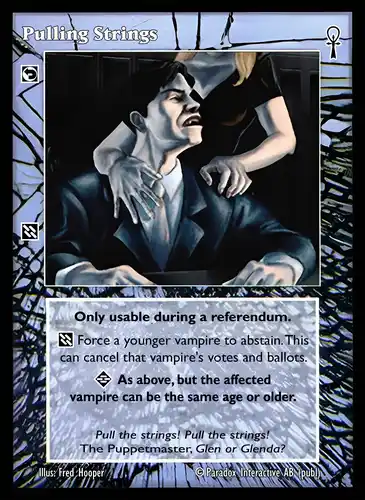 Pulling Strings
Only usable during a referendum.
Force a younger vampire to abstain. This
can cancel that vampire's votes and ballots.
As above, but the affected
vampire can be the same age or older.
Pull the strings! Pull the strings!
The Puppetmaster, Glen or Glenda?
Illus: Fred Hooper © Paradox Interactive AB. (publ)